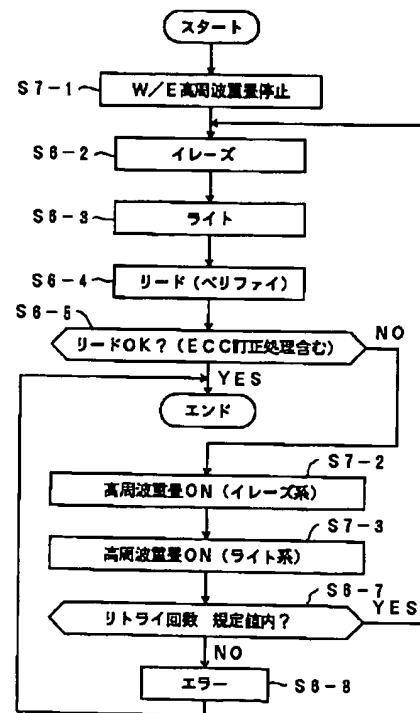 スタート
S7-1
W/E高周波重畳停止
S6-2
イレーズ
S6-3
ライト
S6-4
リード(ベリファイ)
S6-5
リードOK?(ECC訂正処理含む)
NO
YES
エンド
S7-2
高周波重畳ON(イレーズ系)
S7-3
高周波重畳ON(ライト系)
S6-7
リトライ回数 規定値内?
YES
NO
エラー
S6-8